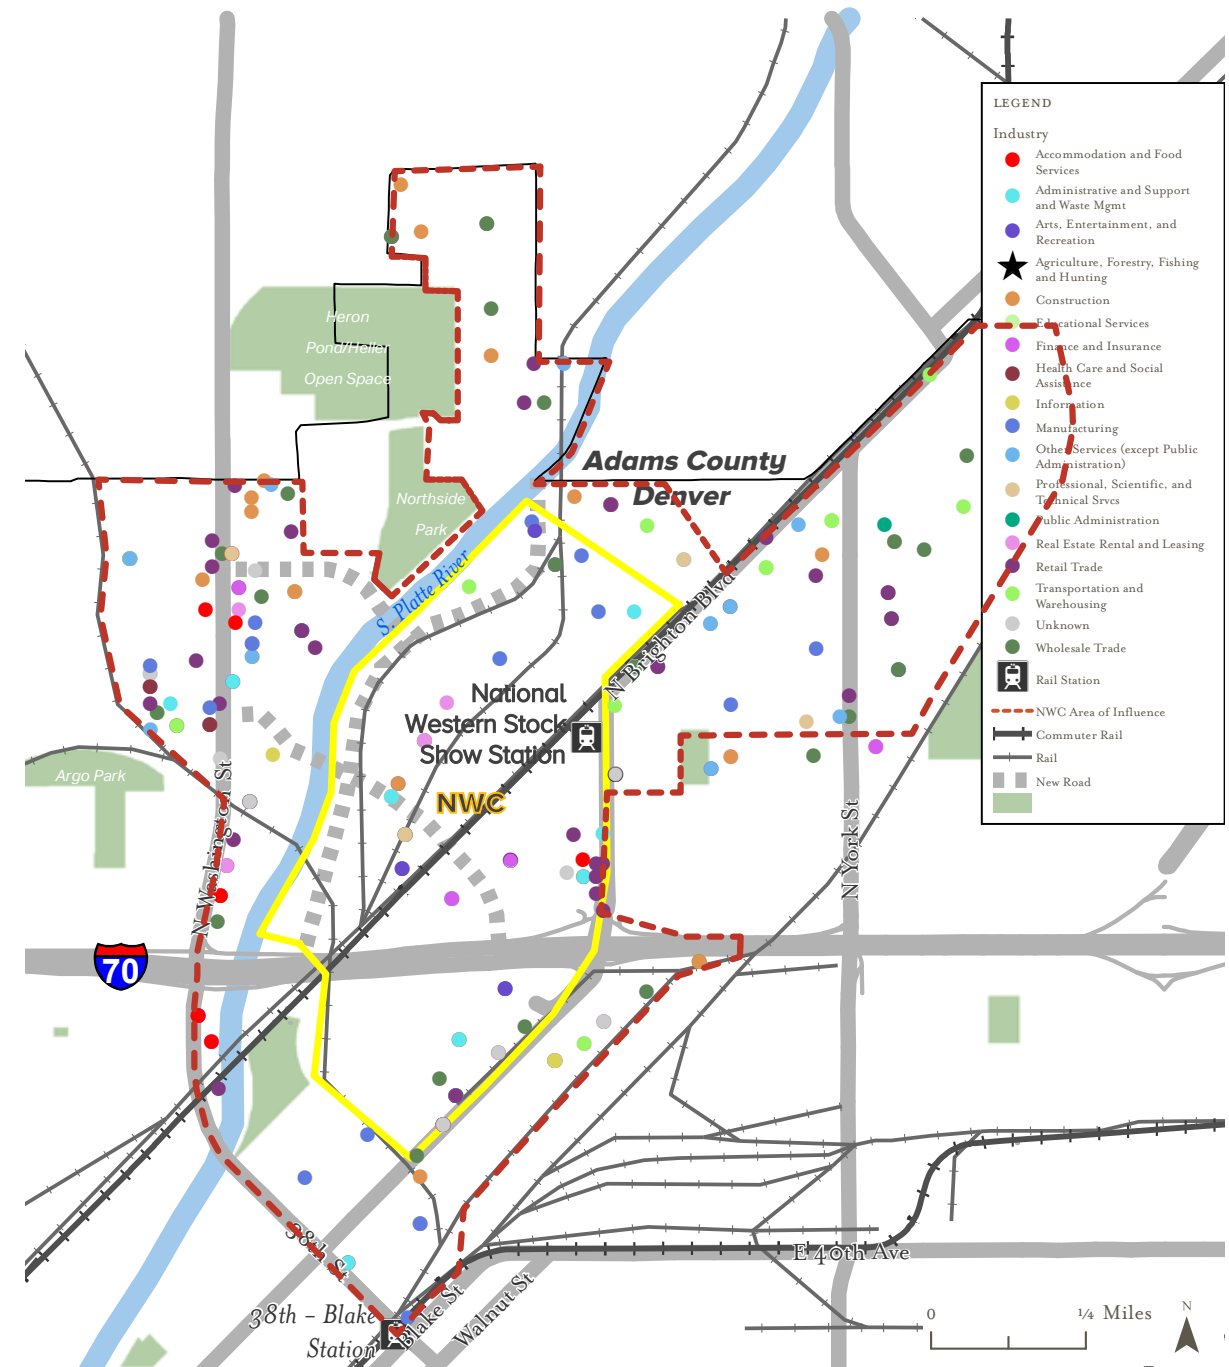 LEGEND
Industry
Accommodation and Food
Services
Administrative and Support
and Waste Mgmt
Arts, Entertainment, and
Recreation
Agriculture, Forestry, Fishing
and Hunting
Construction
Educational Services
Finance and Insurance
Health Care and Social
Assistance
Information
Manufacturing
Other Services (except Public
Administration)
Professional, Scientific, and
Technical Srvcs
Public Administration
Real Estate Rental and Leasing
Retail Trade
Transportation and
Warehousing
Unknown
Wholesale Trade
Rail Station
NWC Area of Influence
Commuter Rail
Rail
New Road
Heron
Pond/Heller
Open Space
Adams County
Denver
Northside
Park
S. Platte River
N Brighton Blvd
National
Western Stock
Show Station
NWC
Argo Park
N Washington St
N York St
70
38th St
E 40th Ave
38th - Blake
Station
Blake St
Walnut St
0
¼ Miles
N